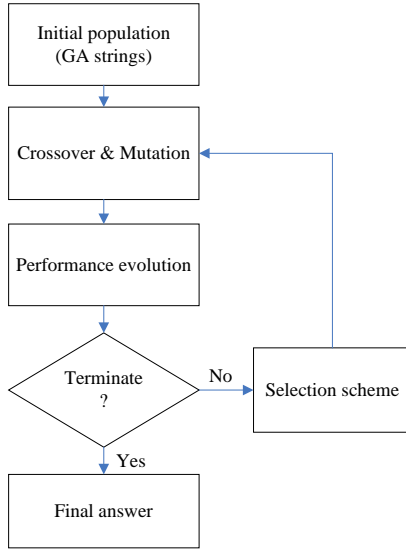 Initial population
(GA strings)
Crossover & Mutation
Performance evolution
Terminate
?
No
Selection scheme
Yes
Final answer